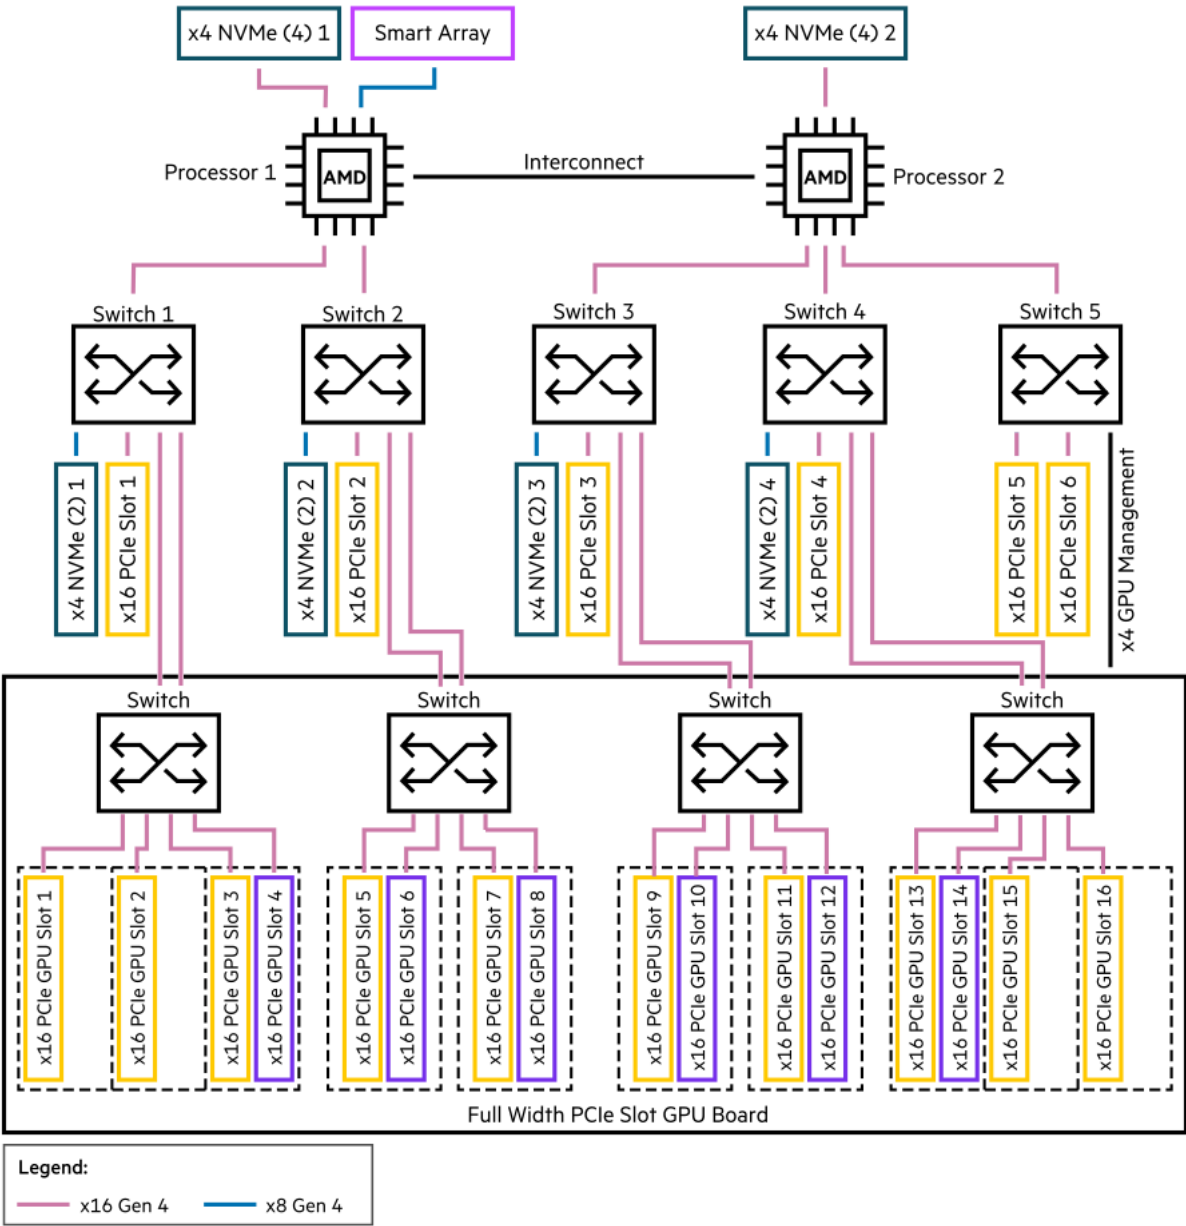 x4 NVMe (4) 1
Smart Array
x4 NVMe (4) 2
Processor 1
AMD
Interconnect
AMD
Processor 2
Switch 1
Switch 2
Switch 3
Switch 4
Switch 5
x4 NVMe (2) 1
x16 PCIe Slot 1
x4 NVMe (2) 2
x16 PCIe Slot 2
x4 NVMe (2) 3
x16 PCIe Slot 3
x4 NVMe (2) 4
x16 PCIe Slot 4
x16 PCIe Slot 5
x16 PCIe Slot 6
x4 GPU Management
Switch
Switch
Switch
Switch
x16 PCIe GPU Slot 1
x16 PCIe GPU Slot 2
x16 PCIe GPU Slot 3
x16 PCIe GPU Slot 4
x16 PCIe GPU Slot 5
x16 PCIe GPU Slot 6
x16 PCIe GPU Slot 7
x16 PCIe GPU Slot 8
x16 PCIe GPU Slot 9
x16 PCIe GPU Slot 10
x16 PCIe GPU Slot 11
x16 PCIe GPU Slot 12
x16 PCIe GPU Slot 13
x16 PCIe GPU Slot 14
x16 PCIe GPU Slot 15
x16 PCIe GPU Slot 16
Full Width PCIe Slot GPU Board
Legend:
x16 Gen 4
x8 Gen 4